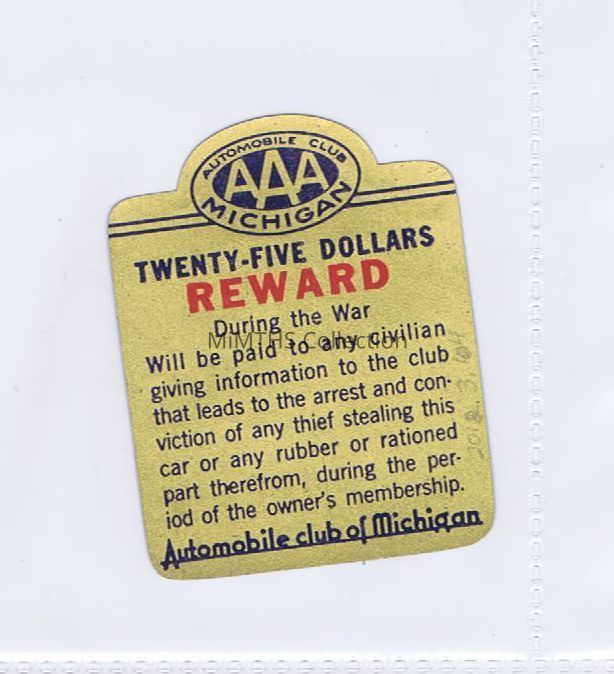 AUTOMOBILE CLUB
AAA
MICHIGAN
TWENTY-FIVE DOLLARS
REWARD
During the War
MiMTHS Collection
Will be paid to any civilian
giving information to the club
that leads to the arrest and con-
viction of any thief stealing this
car or any rubber or rationed
part therefrom, during the per-
iod of the owner's membership.
Automobile club of Michigan